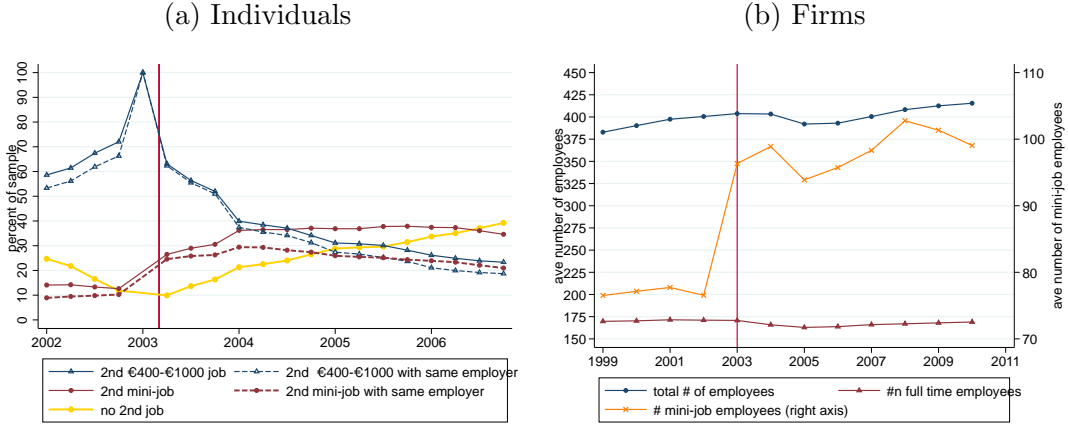 (a) Individuals
percent of sample
100
90
80
70
60
50
40
30
20
10
0
2002 2003 2004 2005 2006
2nd €400-€1000 job 2nd €400-€1000 with same employer
2nd mini-job 2nd mini-job with same employer
no 2nd job
(b) Firms
ave number of employees
450
425
400
375
350
325
300
275
250
225
200
175
150
110
100
90
80
70
ave number of mini-job employees
1999 2001 2003 2005 2007 2009 2011
total # of employees #n full time employees
# mini-job employees (right axis)